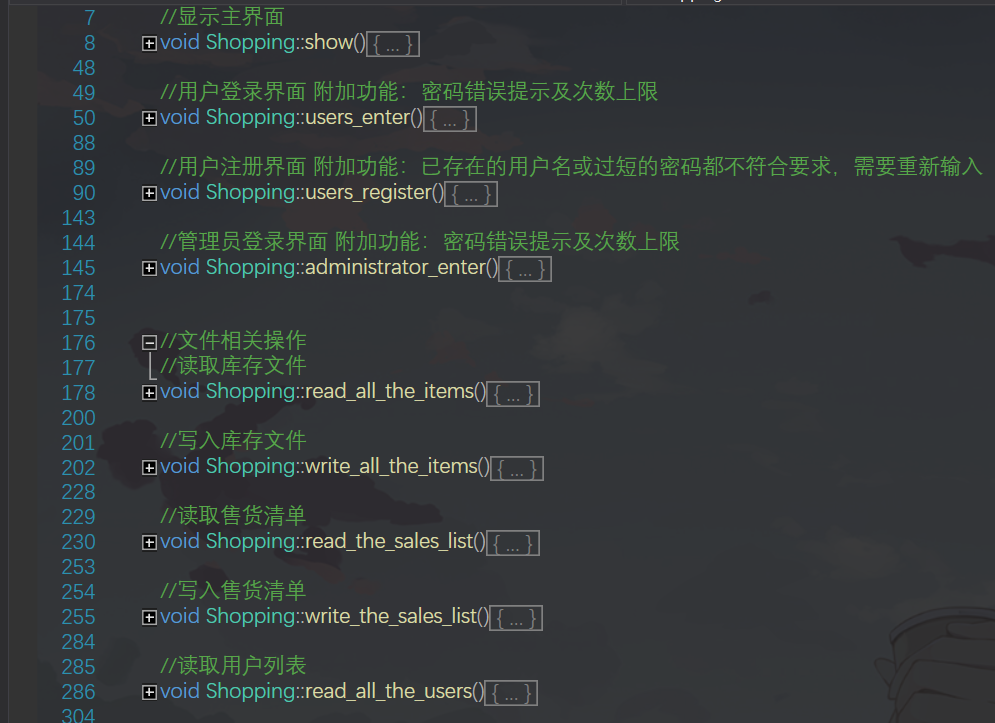 7 //显示主界面
8 void Shopping::show(){ ... }
48
49 //用户登录界面 附加功能：密码错误提示及次数上限
50 void Shopping::users_enter(){ ... }
88
89 //用户注册界面 附加功能：已存在的用户名或过短的密码都不符合要求，需要重新输入
90 void Shopping::users_register(){ ... }
143
144 //管理员登录界面 附加功能：密码错误提示及次数上限
145 void Shopping::administrator_enter(){ ... }
174
175
176 //文件相关操作
177 //读取库存文件
178 void Shopping::read_all_the_items(){ ... }
200
201 //写入库存文件
202 void Shopping::write_all_the_items(){ ... }
228
229 //读取售货清单
230 void Shopping::read_the_sales_list(){ ... }
253
254 //写入售货清单
255 void Shopping::write_the_sales_list(){ ... }
284
285 //读取用户列表
286 void Shopping::read_all_the_users(){ ... }
304